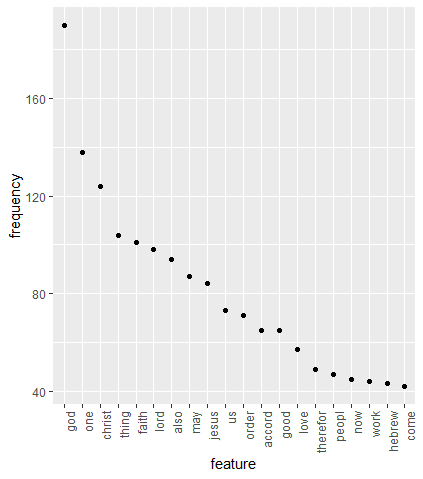 frequency
160
120
80
40
god
one
christ
thing
faith
lord
also
may
jesus
us
order
accord
good
love
therefor
peopl
now
work
hebrew
come
feature